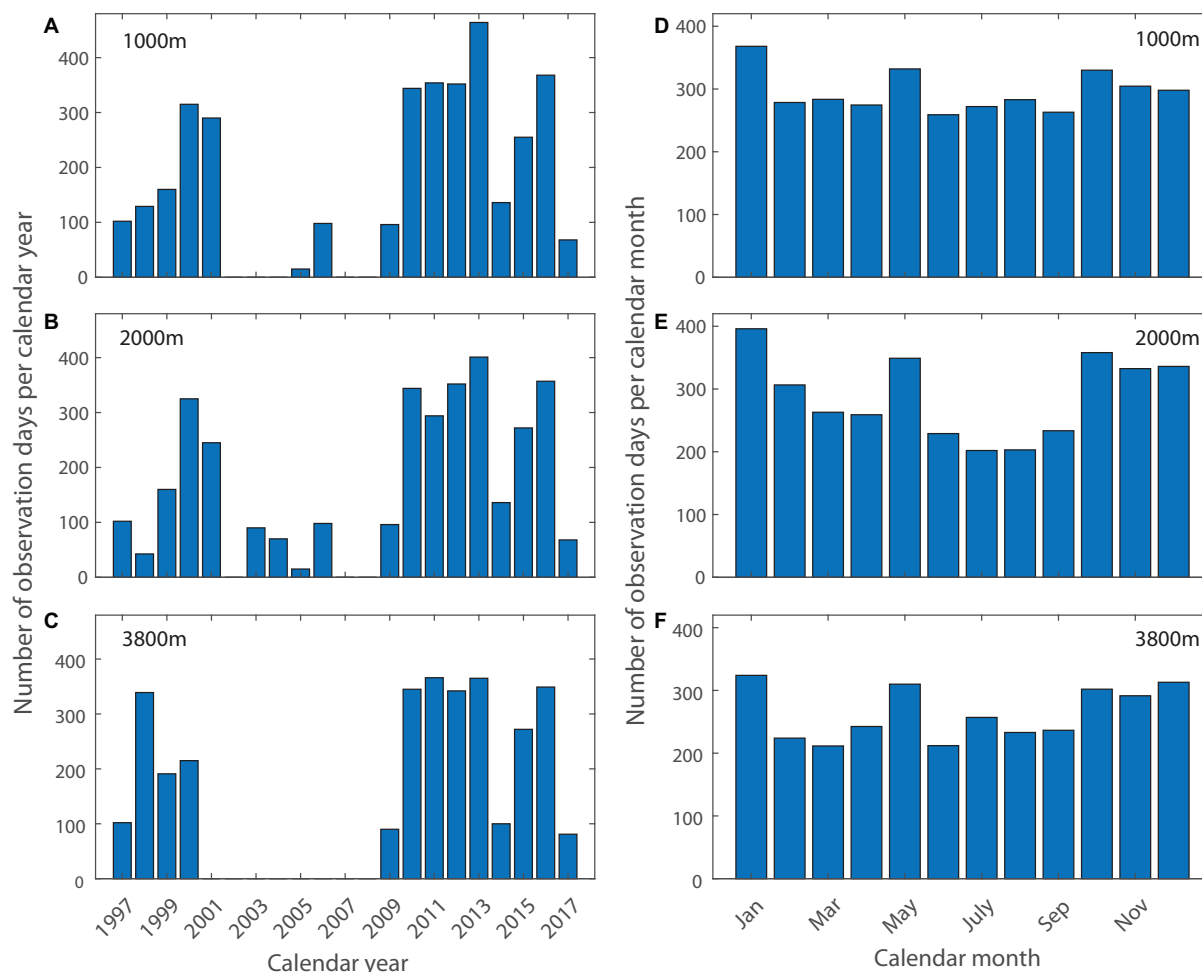 A
1000m
400
300
200
100
0
B
2000m
400
300
200
100
0
C
3800m
400
300
200
100
0
1997
1999
2001
2003
2005
2007
2009
2011
2013
2015
2017
Calendar year
Number of observation days per calendar year
D
1000m
400
300
200
100
0
E
2000m
400
300
200
100
0
F
3800m
400
300
200
100
0
Jan
Mar
May
July
Sep
Nov
Calendar month
Number of observation days per calendar month